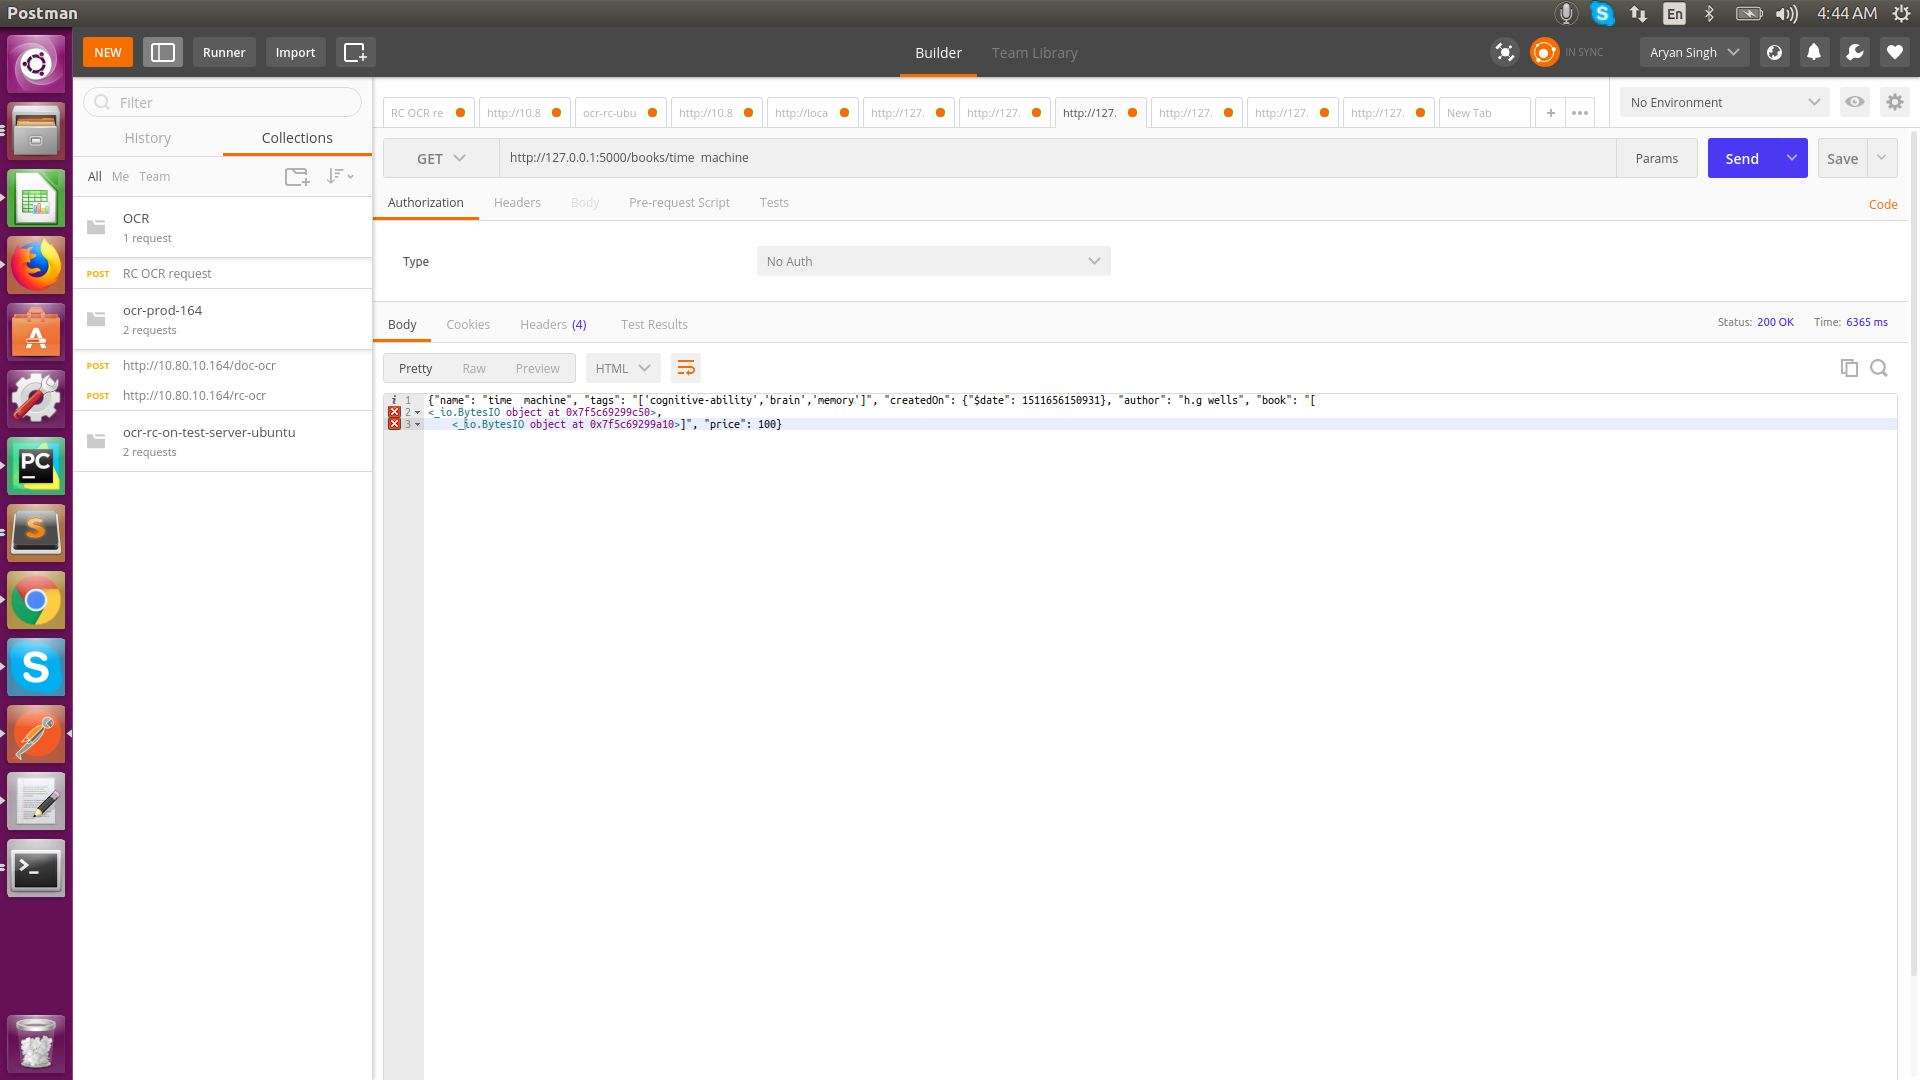 Postman
En
4:44 AM
NEW
Runner
Import
Builder
Team Library
IN SYNC
Aryan Singh
Filter
History
Collections
All Me Team
OCR
1 request
POST RC OCR request
ocr-prod-164
2 requests
POST http://10.80.10.164/doc-ocr
POST http://10.80.10.164/rc-ocr
ocr-rc-on-test-server-ubuntu
2 requests
RC OCR re
http://10.8
ocr-rc-ubu
http://10.8
http://loca
http://127.
http://127.
http://127.
http://127.
http://127.
http://127.
New Tab
+
No Environment
GET
http://127.0.0.1:5000/books/time  machine
Params
Send
Save
Authorization
Headers
Body
Pre-request Script
Tests
Code
Type
No Auth
Body
Cookies
Headers (4)
Test Results
Status: 200 OK
Time: 6365 ms
Pretty
Raw
Preview
HTML
i 1 {"name": "time  machine", "tags": "['cognitive-ability','brain','memory']", "createdOn": {"$date": 1511656150931}, "author": "h.g wells", "book": "[
2 <_io.BytesIO object at 0x7f5c69299c50>,
3 <_io.BytesIO object at 0x7f5c69299a10>]", "price": 100}
PC
S
S
>_